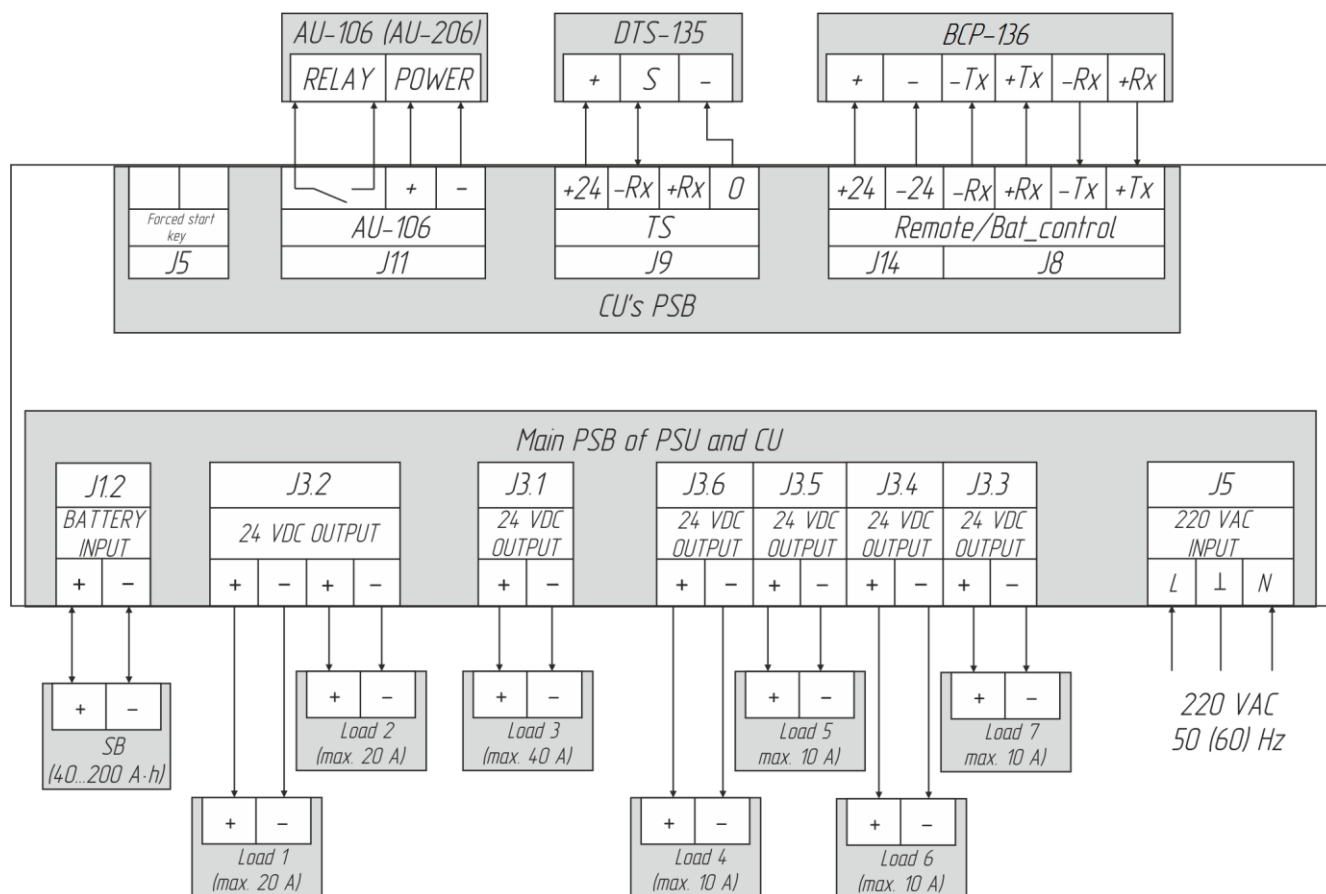 AU-106 (AU-206)
RELAY POWER
DTS-135
+ S -
BCP-136
+ - -Tx +Tx -Rx +Rx
Forced start
key
J5
+ -
AU-106
J11
+24 -Rx +Rx 0
TS
J9
+24 -24 -Rx +Rx -Tx +Tx
Remote/Bat_control
J14 J8
CU's PSB
Main PSB of PSU and CU
J1.2
BATTERY
INPUT
+ -
J3.2
24 VDC OUTPUT
+ - + -
J3.1
24 VDC
OUTPUT
+ -
J3.6
24 VDC
OUTPUT
+ -
J3.5
24 VDC
OUTPUT
+ -
J3.4
24 VDC
OUTPUT
+ -
J3.3
24 VDC
OUTPUT
+ -
J5
220 VAC
INPUT
L ⊥ N
+ -
SB
(40...200 A·h)
+ -
Load 2
(max. 20 A)
+ -
Load 3
(max. 40 A)
+ -
Load 5
max. 10 A)
+ -
Load 7
max. 10 A)
220 VAC
50 (60) Hz
+ -
Load 1
(max. 20 A)
+ -
Load 4
(max. 10 A)
+ -
Load 6
(max. 10 A)